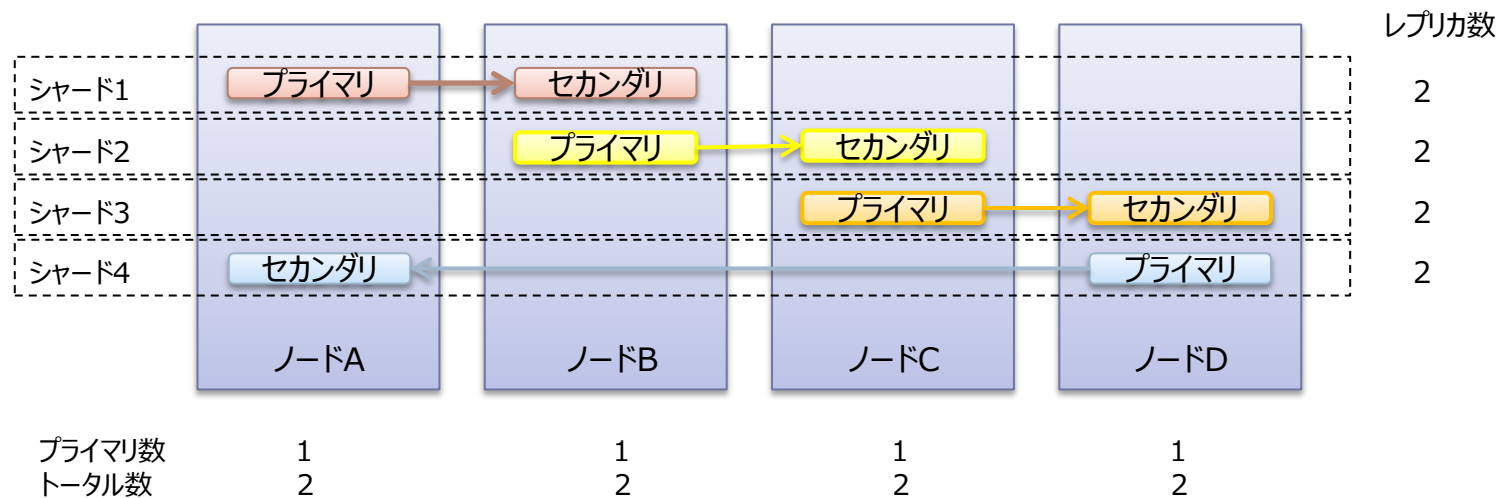 レプリカ数
シャード1 プライマリ セカンダリ 2
シャード2 プライマリ セカンダリ 2
シャード3 プライマリ セカンダリ 2
シャード4 セカンダリ プライマリ 2
ノードA ノードB ノードC ノードD
プライマリ数 1 1 1 1
トータル数 2 2 2 2